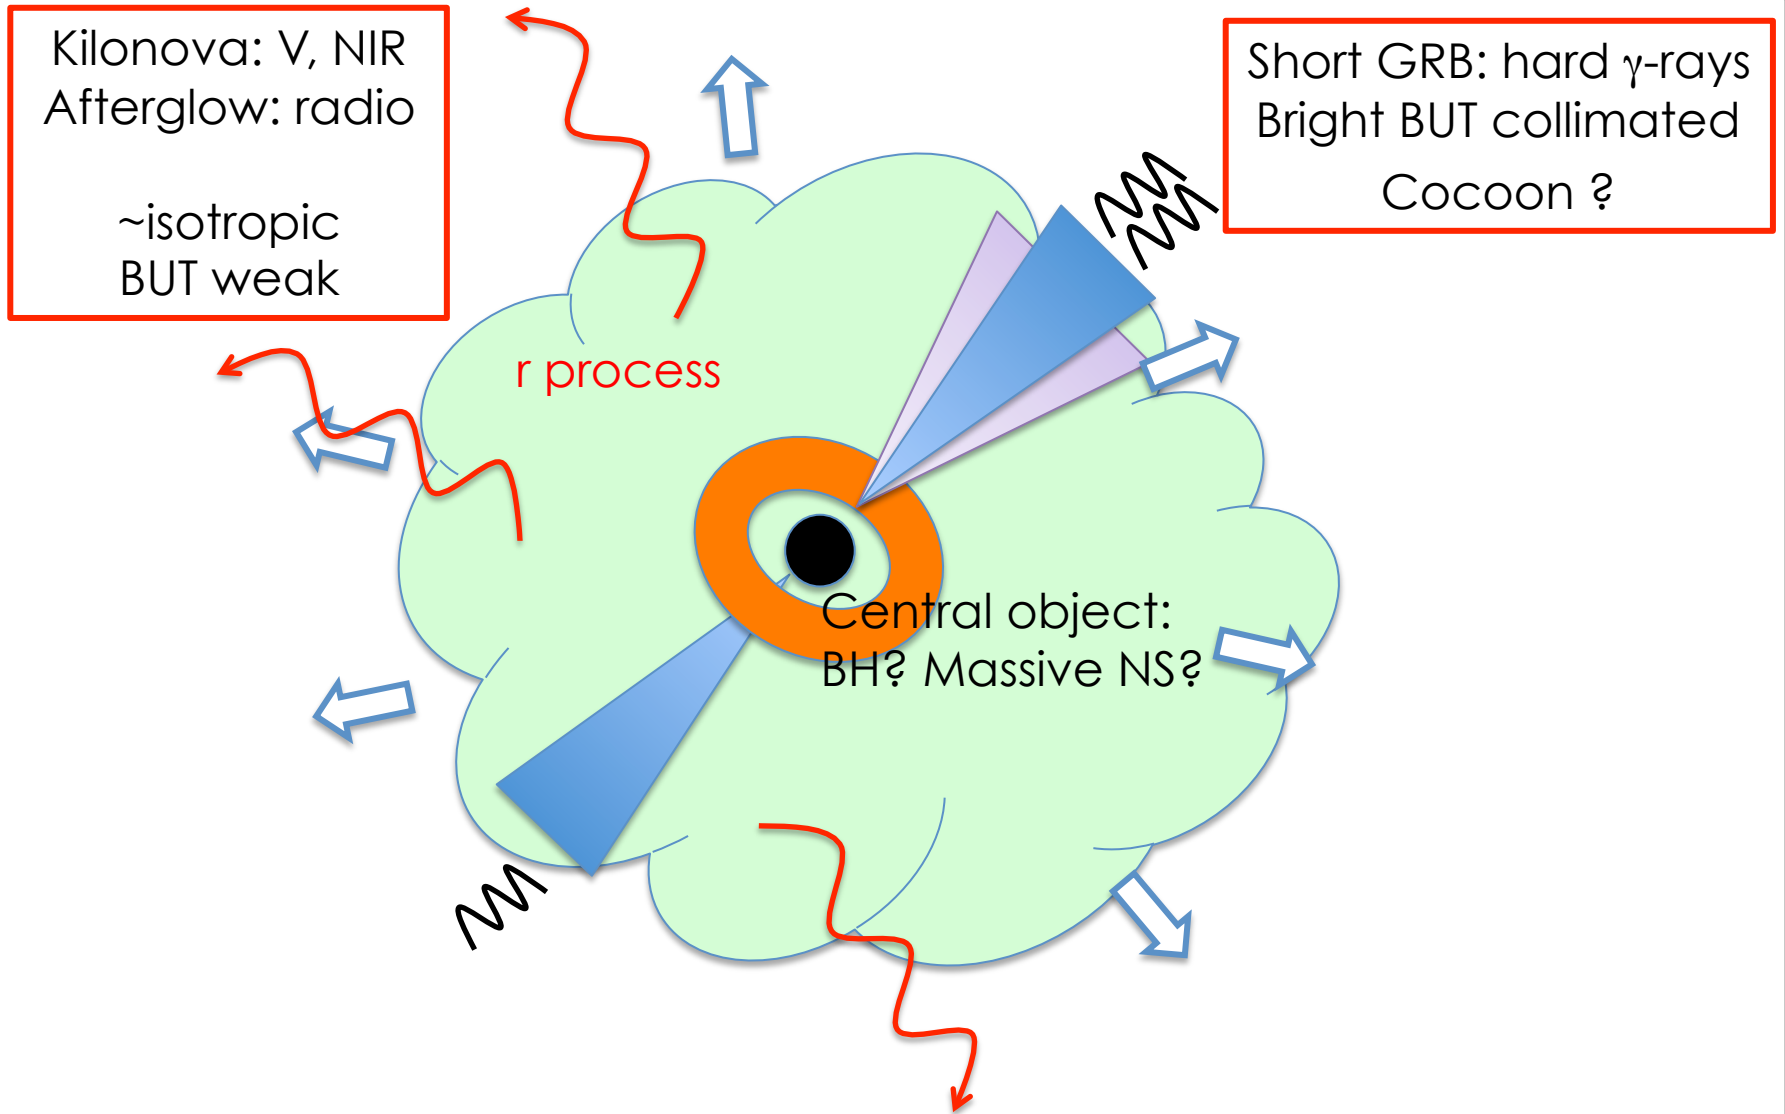 Kilonova: V, NIR
Afterglow: radio
~isotropic
BUT weak
Short GRB: hard γ-rays
Bright BUT collimated
Cocoon ?
r process
Central object:
BH? Massive NS?